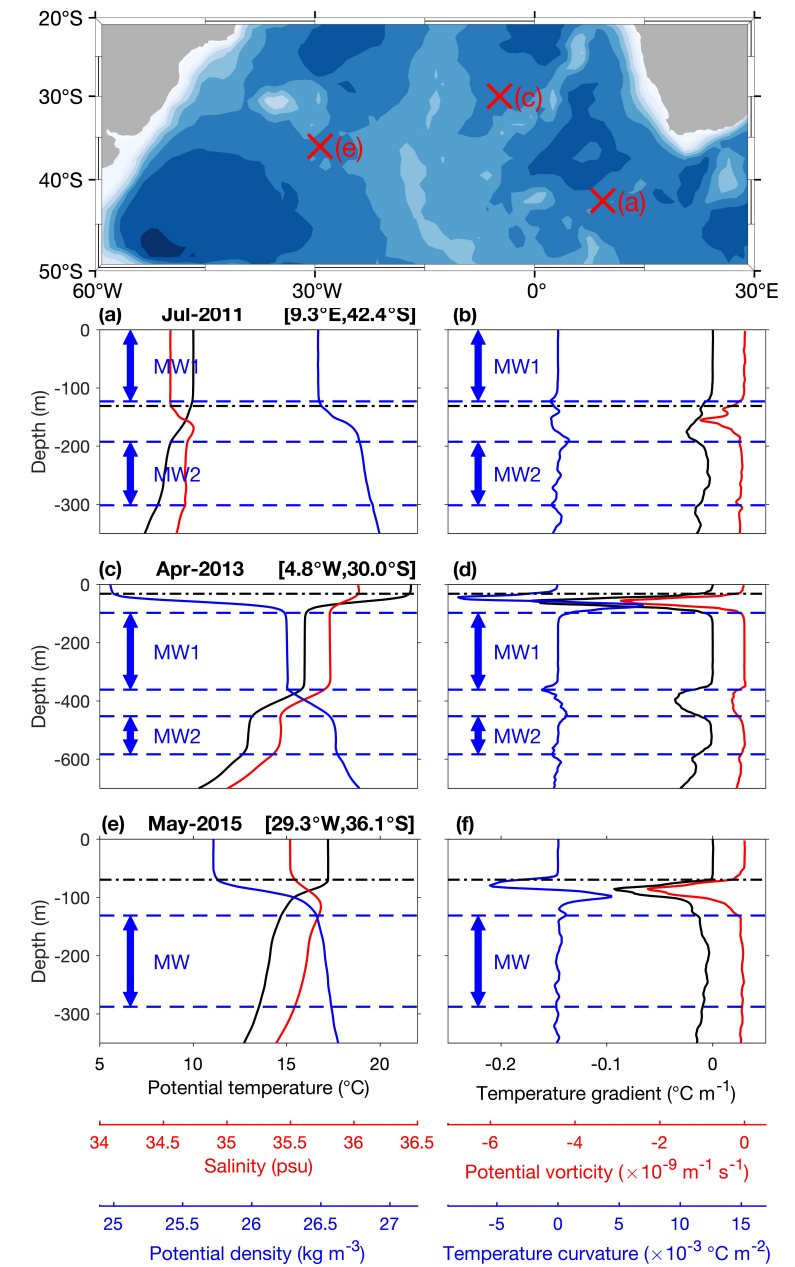 20°S
30°S
40°S
50°S
(c)
(e)
(a)
60°W 30°W 0° 30°E
(a) Jul-2011 [9.3°E,42.4°S] (b)
0
-100
-200
-300
Depth (m)
MW1 MW1
MW2 MW2
(c) Apr-2013 [4.8°W,30.0°S] (d)
0
-200
-400
-600
Depth (m)
MW1 MW1
MW2 MW2
(e) May-2015 [29.3°W,36.1°S] (f)
0
-100
-200
-300
Depth (m)
MW MW
5 10 15 20 -0.2 -0.1 0
Potential temperature (°C) Temperature gradient (°C m⁻¹)
34 34.5 35 35.5 36 36.5 -6 -4 -2 0
Salinity (psu) Potential vorticity (×10⁻⁹ m⁻¹ s⁻¹)
25 25.5 26 26.5 27 -5 0 5 10 15
Potential density (kg m⁻³) Temperature curvature (×10⁻³ °C m⁻²)